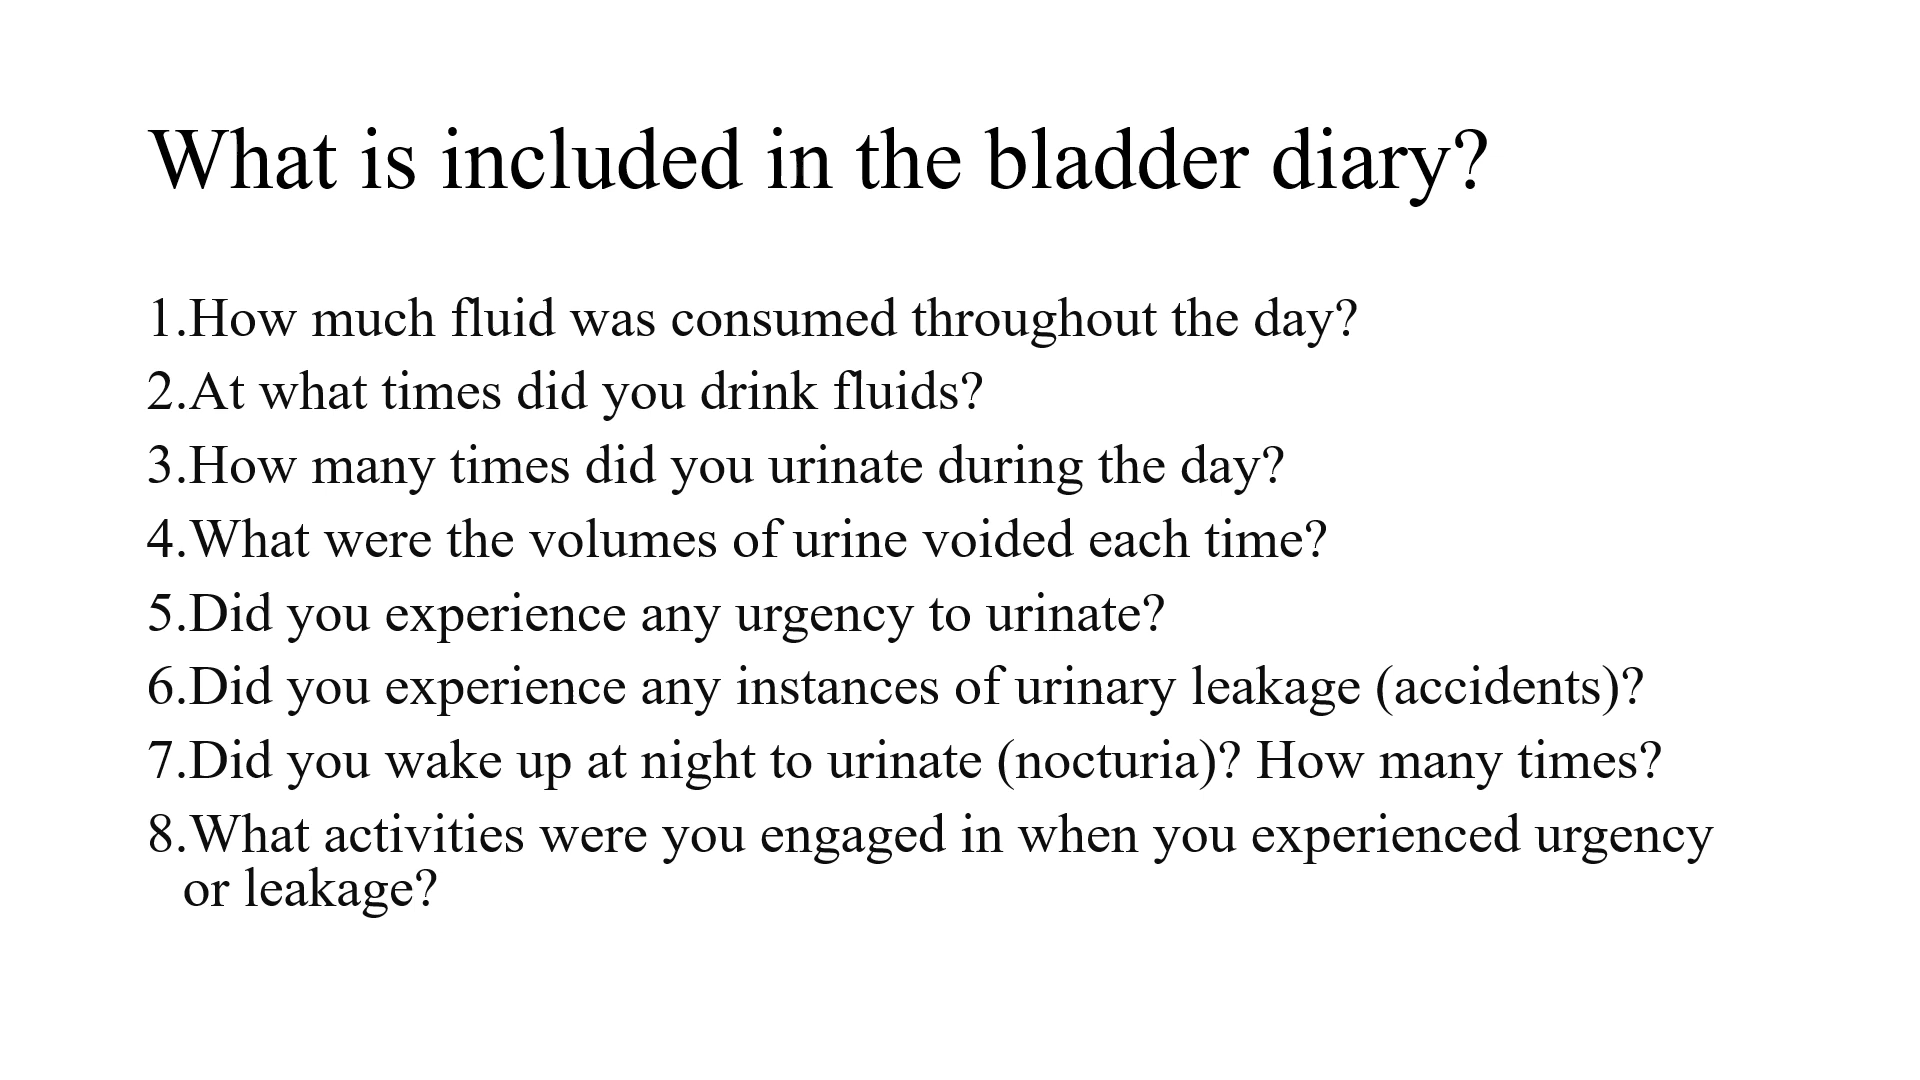 What is included in the bladder diary?
1.How much fluid was consumed throughout the day?
2.At what times did you drink fluids?
3.How many times did you urinate during the day?
4.What were the volumes of urine voided each time?
5.Did you experience any urgency to urinate?
6.Did you experience any instances of urinary leakage (accidents)?
7.Did you wake up at night to urinate (nocturia)? How many times?
8.What activities were you engaged in when you experienced urgency
or leakage?